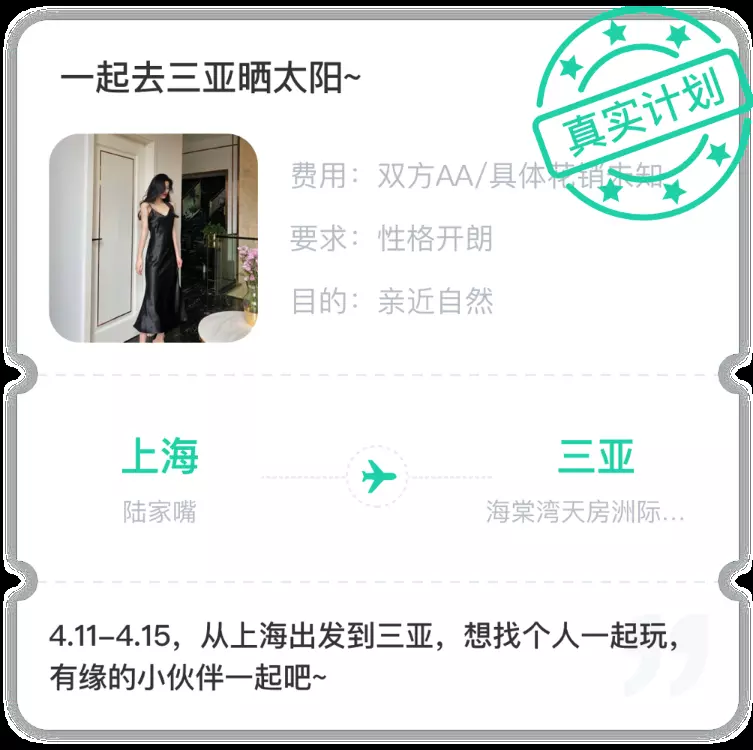 一起去三亚晒太阳~
真实计划
费用：双方AA/具体花销未知
要求：性格开朗
目的：亲近自然
上海
三亚
陆家嘴
海棠湾天房洲际...
4.11-4.15，从上海出发到三亚，想找个人一起玩，
有缘的小伙伴一起吧~